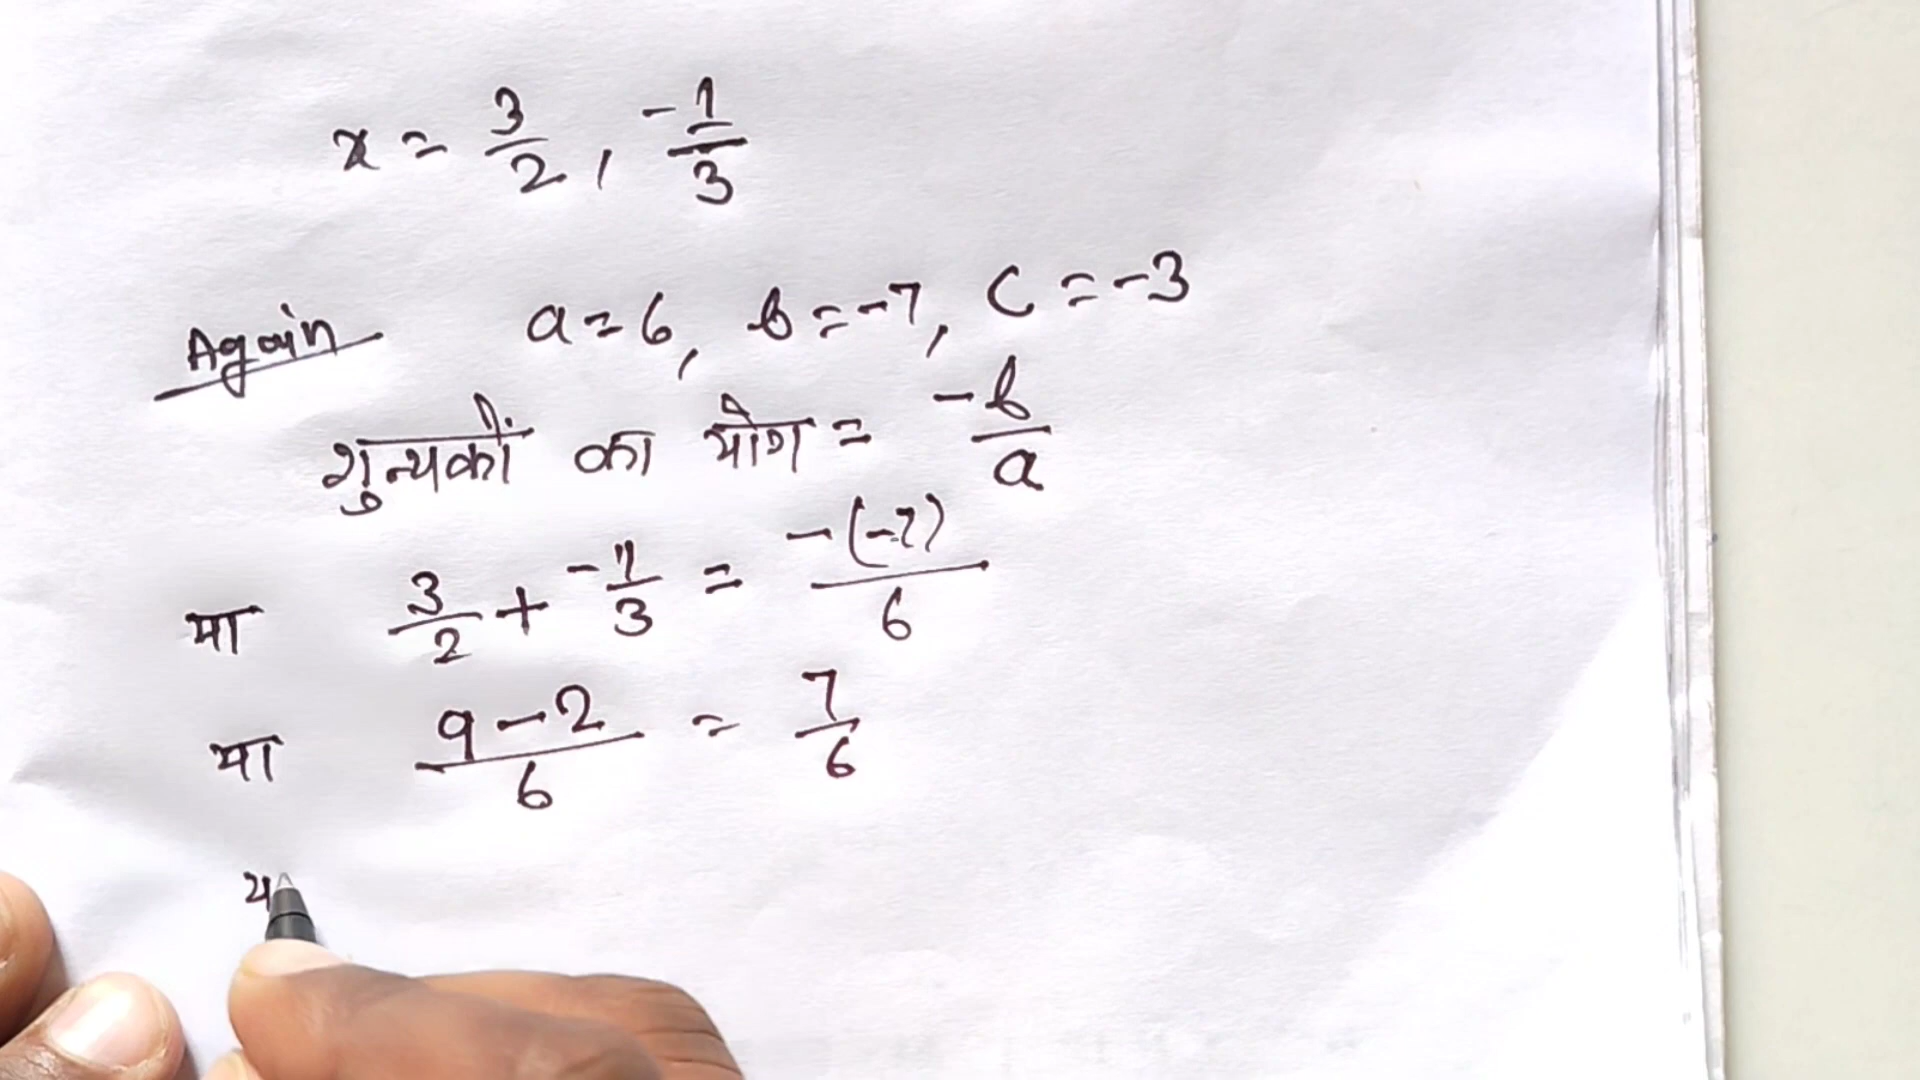 x = 3/2, -1/3
Again a = 6, b = -7, c = -3
शुन्यकों का योग = -b/a
या 3/2 + -1/3 = -(-7)/6
या 9-2/6 = 7/6